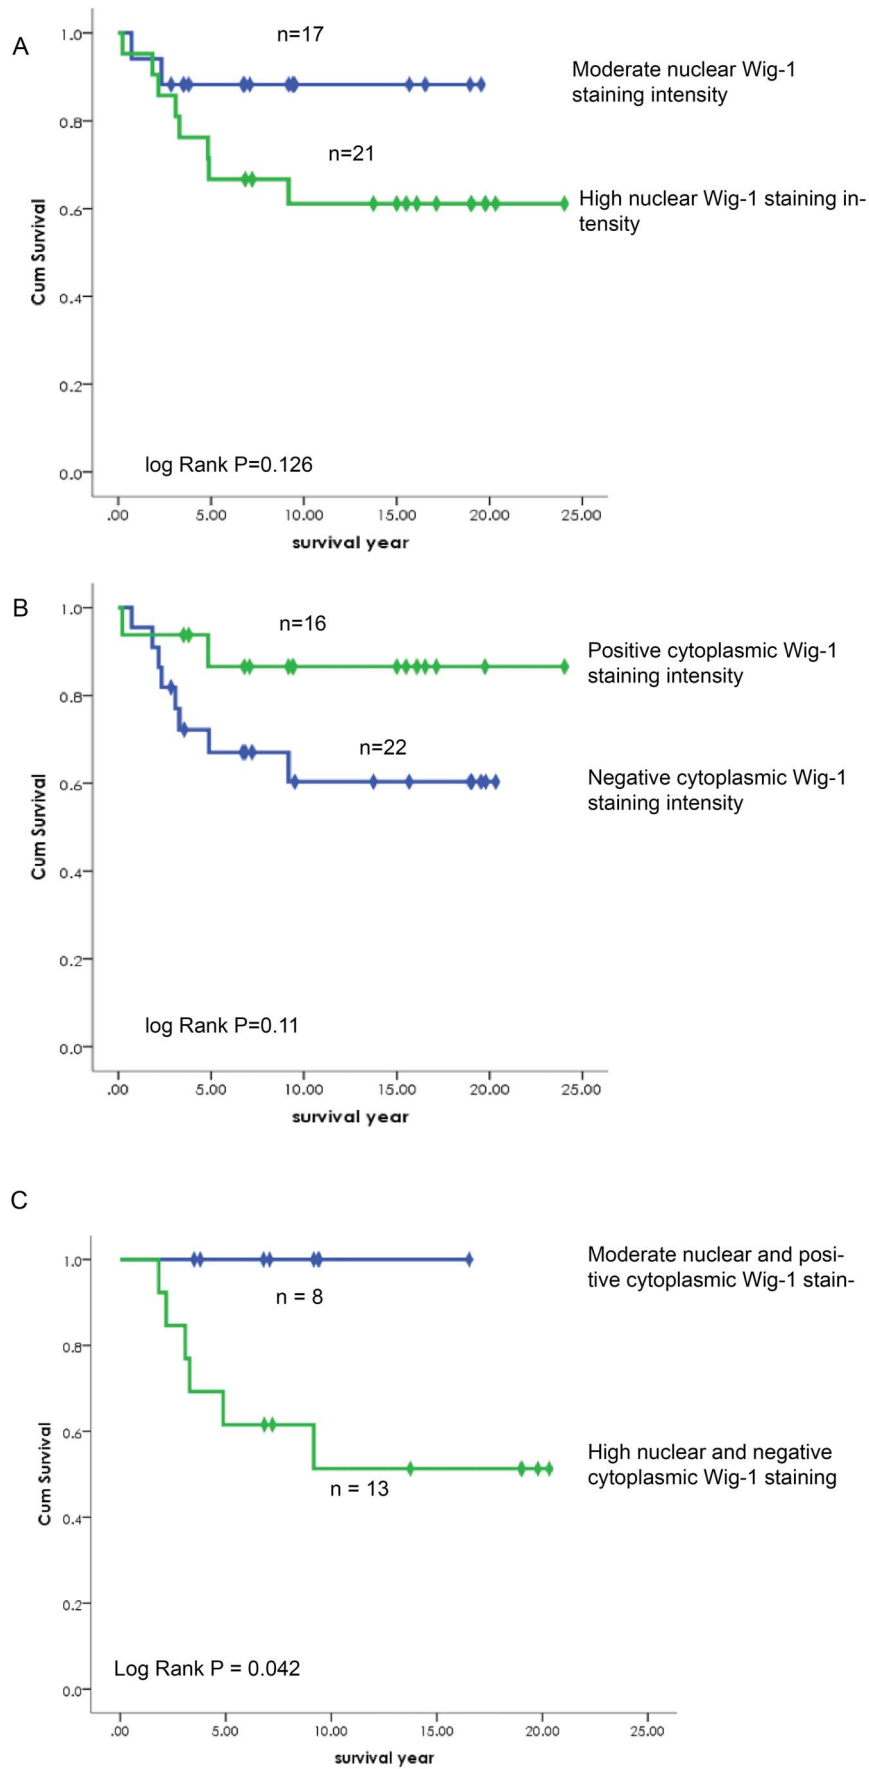 A
n=17
Moderate nuclear Wig-1
staining intensity
n=21
High nuclear Wig-1 staining in-
tensity
Cum Survival
1.0
0.8
0.6
0.4
0.2
0.0
log Rank P=0.126
.00 5.00 10.00 15.00 20.00 25.00
survival year
B
n=16
Positive cytoplasmic Wig-1
staining intensity
n=22
Negative cytoplasmic Wig-1
staining intensity
Cum Survival
1.0
0.8
0.6
0.4
0.2
0.0
log Rank P=0.11
.00 5.00 10.00 15.00 20.00 25.00
survival year
C
Moderate nuclear and posi-
tive cytoplasmic Wig-1 stain-
n = 8
High nuclear and negative
cytoplasmic Wig-1 staining
n = 13
Cum Survival
1.0
0.8
0.6
0.4
0.2
0.0
Log Rank P = 0.042
.00 5.00 10.00 15.00 20.00 25.00
survival year